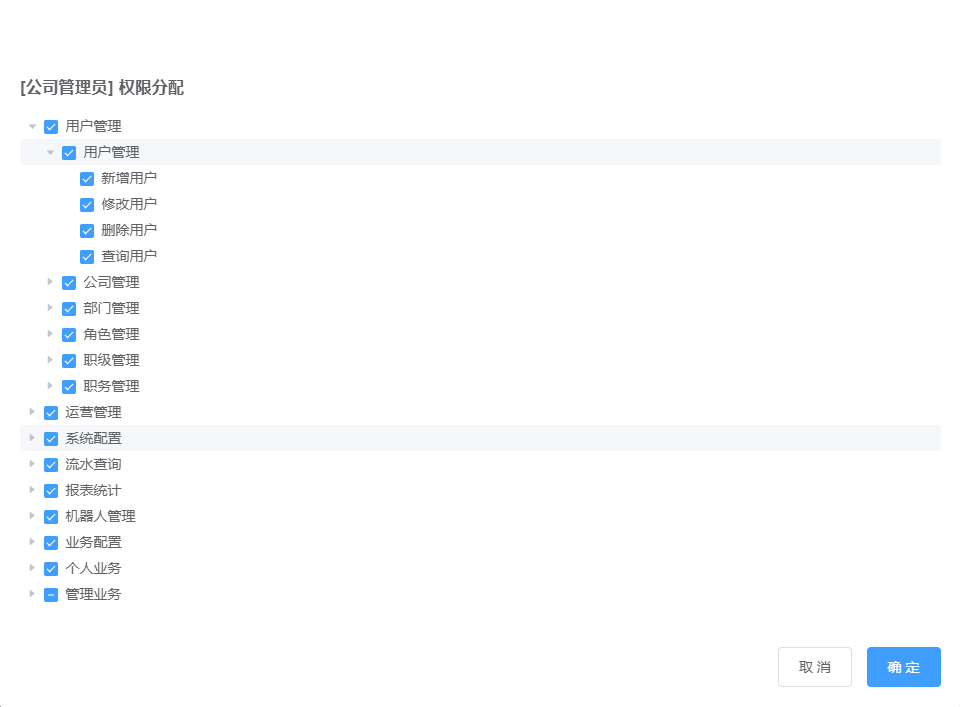 [公司管理员] 权限分配
用户管理
用户管理
新增用户
修改用户
删除用户
查询用户
公司管理
部门管理
角色管理
职级管理
职务管理
运营管理
系统配置
流水查询
报表统计
机器人管理
业务配置
个人业务
管理业务
取 消 确 定